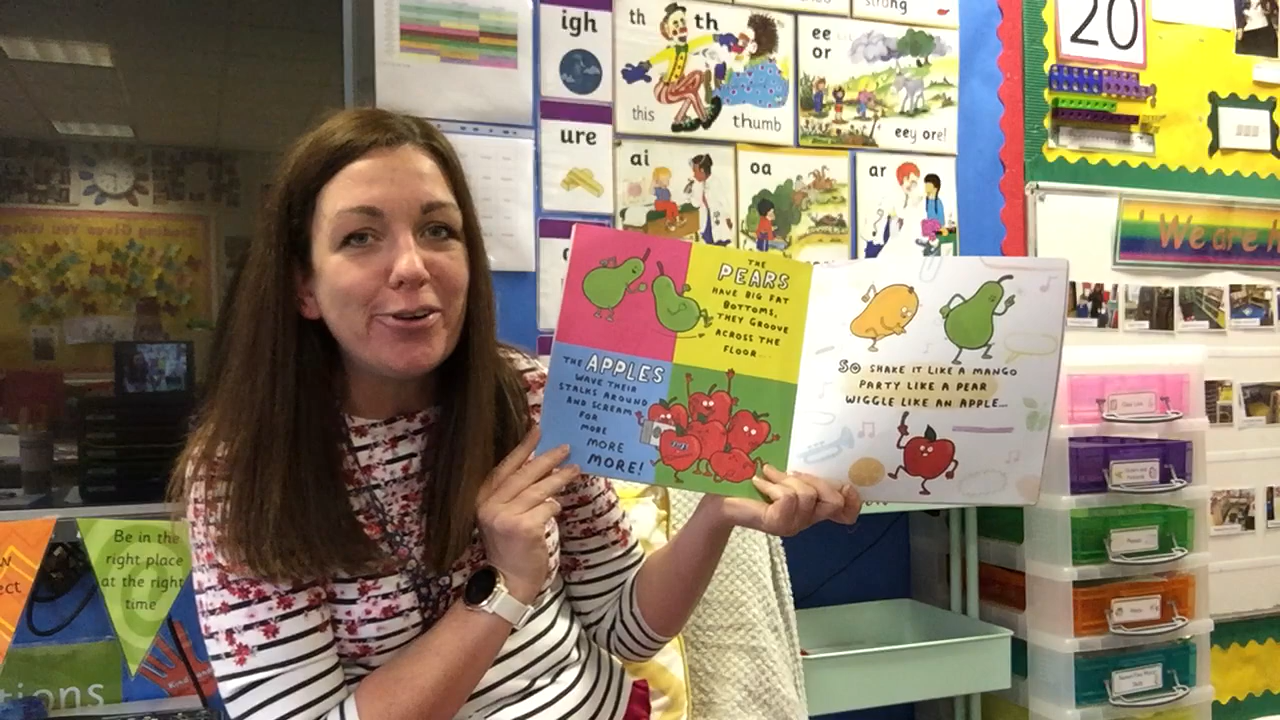 igh
ure
th
th
this
thumb
ee
or
eey ore!
strong
ai
oa
ar
20
We are
THE
PEARS
HAVE BIG FAT
BOTTOMS,
THEY GROOVE
ACROSS THE
FLOOR...
THE APPLES
WAVE THEIR
STALKS AROUND
AND SCREAM
FOR
MORE
MORE
MORE!
SO SHAKE IT LIKE A MANGO
PARTY LIKE A PEAR
WIGGLE LIKE AN APPLE...
Be in the
right place
at the right
time